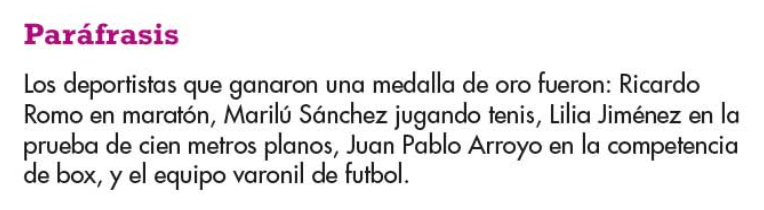 Paráfrasis
Los deportistas que ganaron una medalla de oro fueron: Ricardo
Romo en maratón, Marilú Sánchez jugando tenis, Lilia Jiménez en la
prueba de cien metros planos, Juan Pablo Arroyo en la competencia
de box, y el equipo varonil de futbol.